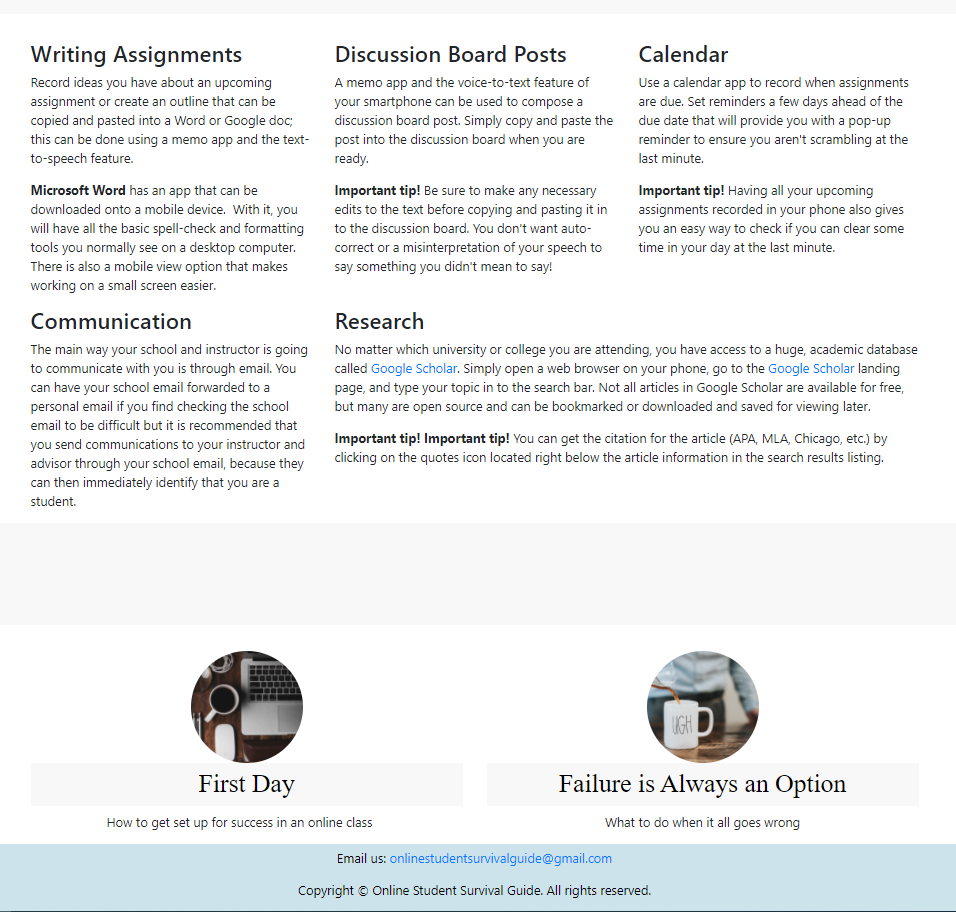 Writing Assignments
Record ideas you have about an upcoming
assignment or create an outline that can be
copied and pasted into a Word or Google doc;
this can be done using a memo app and the text-
to-speech feature.
Microsoft Word has an app that can be
downloaded onto a mobile device.  With it, you
will have all the basic spell-check and formatting
tools you normally see on a desktop computer.
There is also a mobile view option that makes
working on a small screen easier.
Discussion Board Posts
A memo app and the voice-to-text feature of
your smartphone can be used to compose a
discussion board post. Simply copy and paste the
post into the discussion board when you are
ready.
Important tip! Be sure to make any necessary
edits to the text before copying and pasting it in
to the discussion board. You don't want auto-
correct or a misinterpretation of your speech to
say something you didn't mean to say!
Calendar
Use a calendar app to record when assignments
are due. Set reminders a few days ahead of the
due date that will provide you with a pop-up
reminder to ensure you aren't scrambling at the
last minute.
Important tip! Having all your upcoming
assignments recorded in your phone also gives
you an easy way to check if you can clear some
time in your day at the last minute.
Communication
The main way your school and instructor is going
to communicate with you is through email. You
can have your school email forwarded to a
personal email if you find checking the school
email to be difficult but it is recommended that
you send communications to your instructor and
advisor through your school email, because they
can then immediately identify that you are a
student.
Research
No matter which university or college you are attending, you have access to a huge, academic database
called Google Scholar. Simply open a web browser on your phone, go to the Google Scholar landing
page, and type your topic in to the search bar. Not all articles in Google Scholar are available for free,
but many are open source and can be bookmarked or downloaded and saved for viewing later.
Important tip! Important tip! You can get the citation for the article (APA, MLA, Chicago, etc.) by
clicking on the quotes icon located right below the article information in the search results listing.
UGH
First Day
How to get set up for success in an online class
Failure is Always an Option
What to do when it all goes wrong
Email us: onlinestudentsurvivalguide@gmail.com
Copyright © Online Student Survival Guide. All rights reserved.